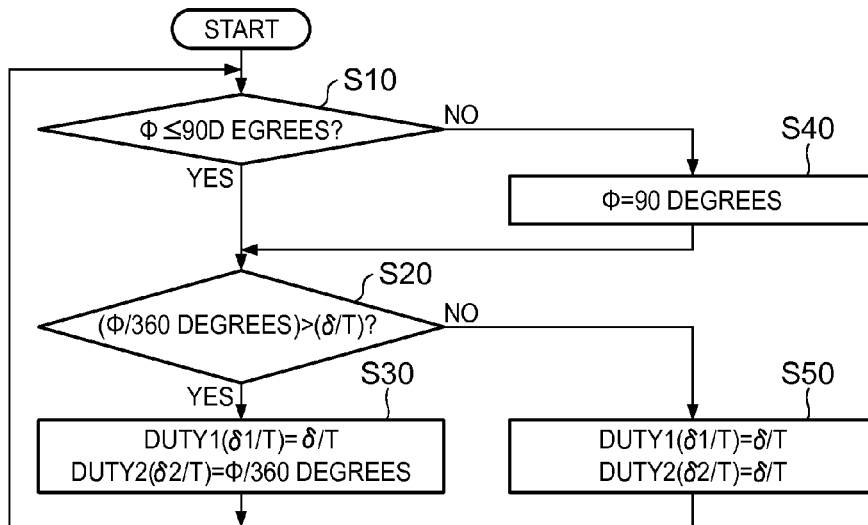 START
S10
Φ ≤90D EGREES?
NO
YES
S40
Φ=90 DEGREES
S20
(Φ/360 DEGREES)>(δ/T)?
NO
YES
S30
DUTY1(δ1/T)=δ/T
DUTY2(δ2/T)=Φ/360 DEGREES
S50
DUTY1(δ1/T)=δ/T
DUTY2(δ2/T)=δ/T